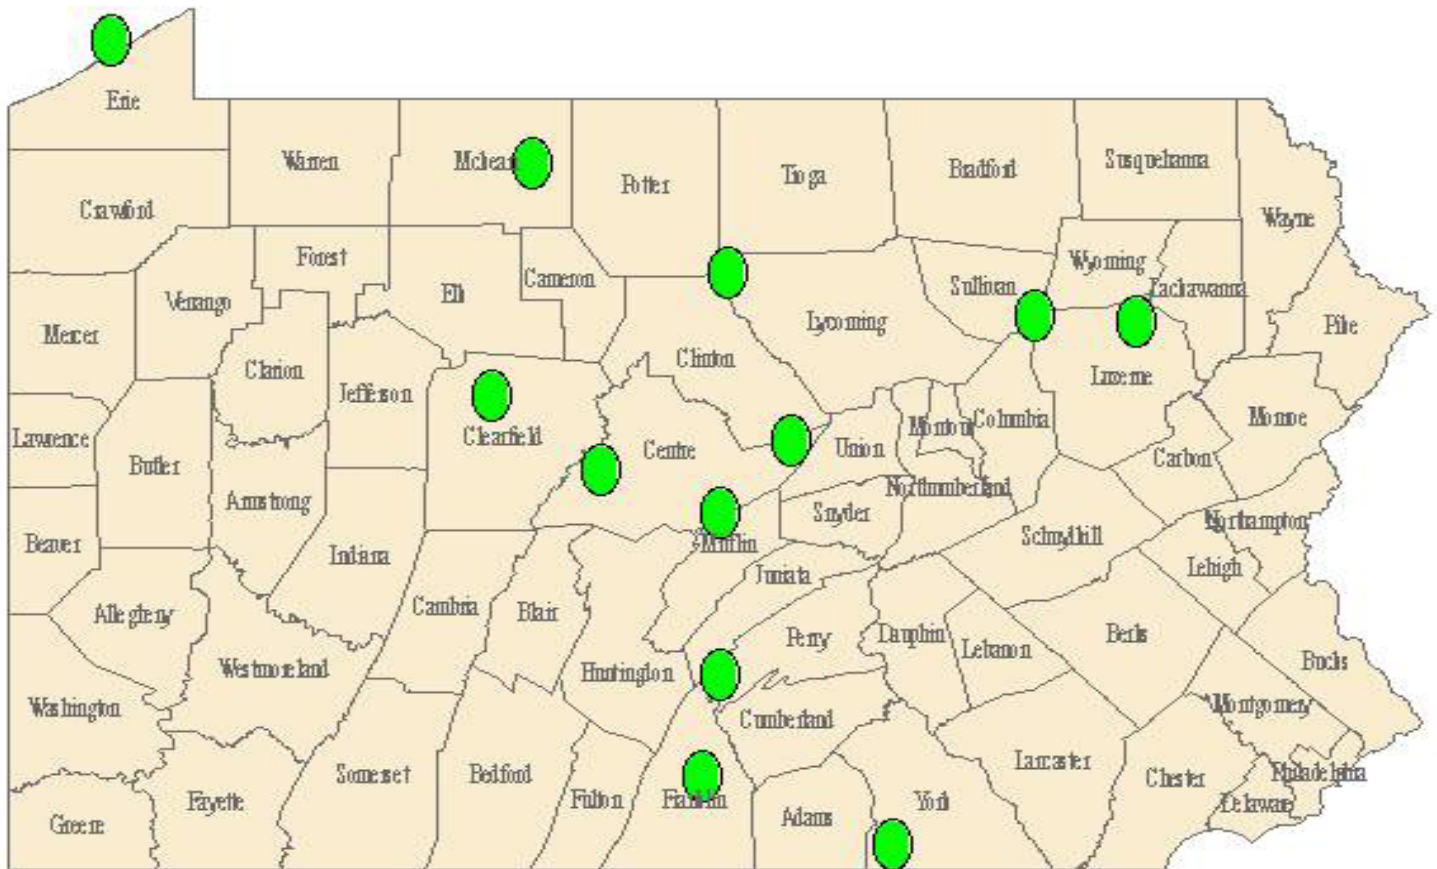 Erie
Warren
Mckean
Potter
Tioga
Bradford
Susquehanna
Crawford
Wayne
Forest
Cameron
Wyoming
Venango
Elk
Sullivan
Lackawanna
Mercer
Lycoming
Pike
Clarion
Clinton
Jefferson
Luzerne
Lawrence
Clearfield
Centre
Union
Montour
Columbia
Monroe
Butler
Carbon
Armstrong
Northumberland
Snyder
Northampton
Beaver
Indiana
Mifflin
Schuylkill
Juniata
Lehigh
Allegheny
Cambria
Blair
Perry
Dauphin
Lebanon
Berks
Westmoreland
Huntington
Bucks
Washington
Cumberland
Montgomery
Somerset
Bedford
Lancaster
Chester
Philadelphia
Fayette
Fulton
Franklin
York
Delaware
Greene
Adams